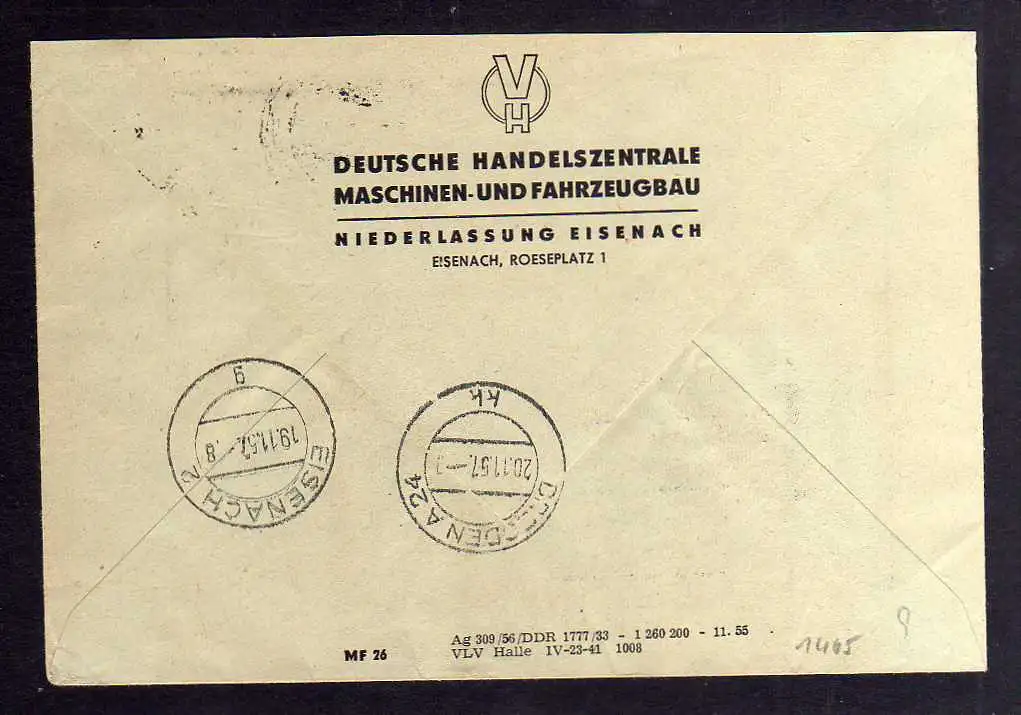 VH
DEUTSCHE HANDELSZENTRALE
MASCHINEN-UND FAHRZEUGBAU
NIEDERLASSUNG EISENACH
EISENACH, ROESEPLATZ 1
g
19.11.57.-8
EISENACH 2
kk
20.11.57.-7
DRESDEN A 24
Ag 309/56/DDR 1777/33 - 1 260 200 - 11. 55
MF 26
VLV Halle IV-23-41 1008
1465